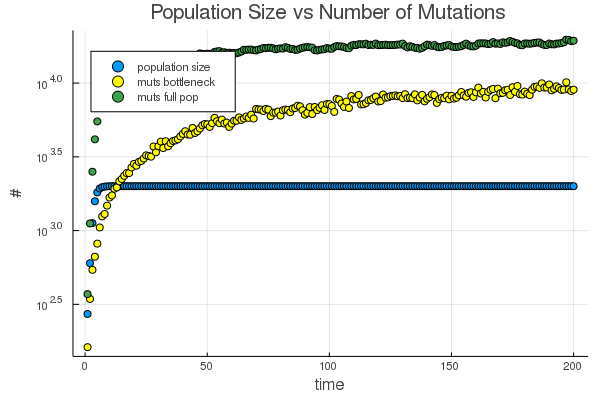 Population Size vs Number of Mutations
population size
muts bottleneck
muts full pop
10^4.0
10^3.5
10^3.0
10^2.5
#
0 50 100 150 200
time